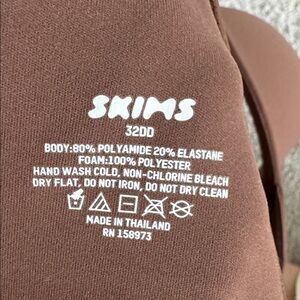 SKIMS
32DD
BODY:80% POLYAMIDE 20% ELASTANE
FOAM:100% POLYESTER
HAND WASH COLD, NON-CHLORINE BLEACH
DRY FLAT, DO NOT IRON, DO NOT DRY CLEAN
MADE IN THAILAND
RN 158973